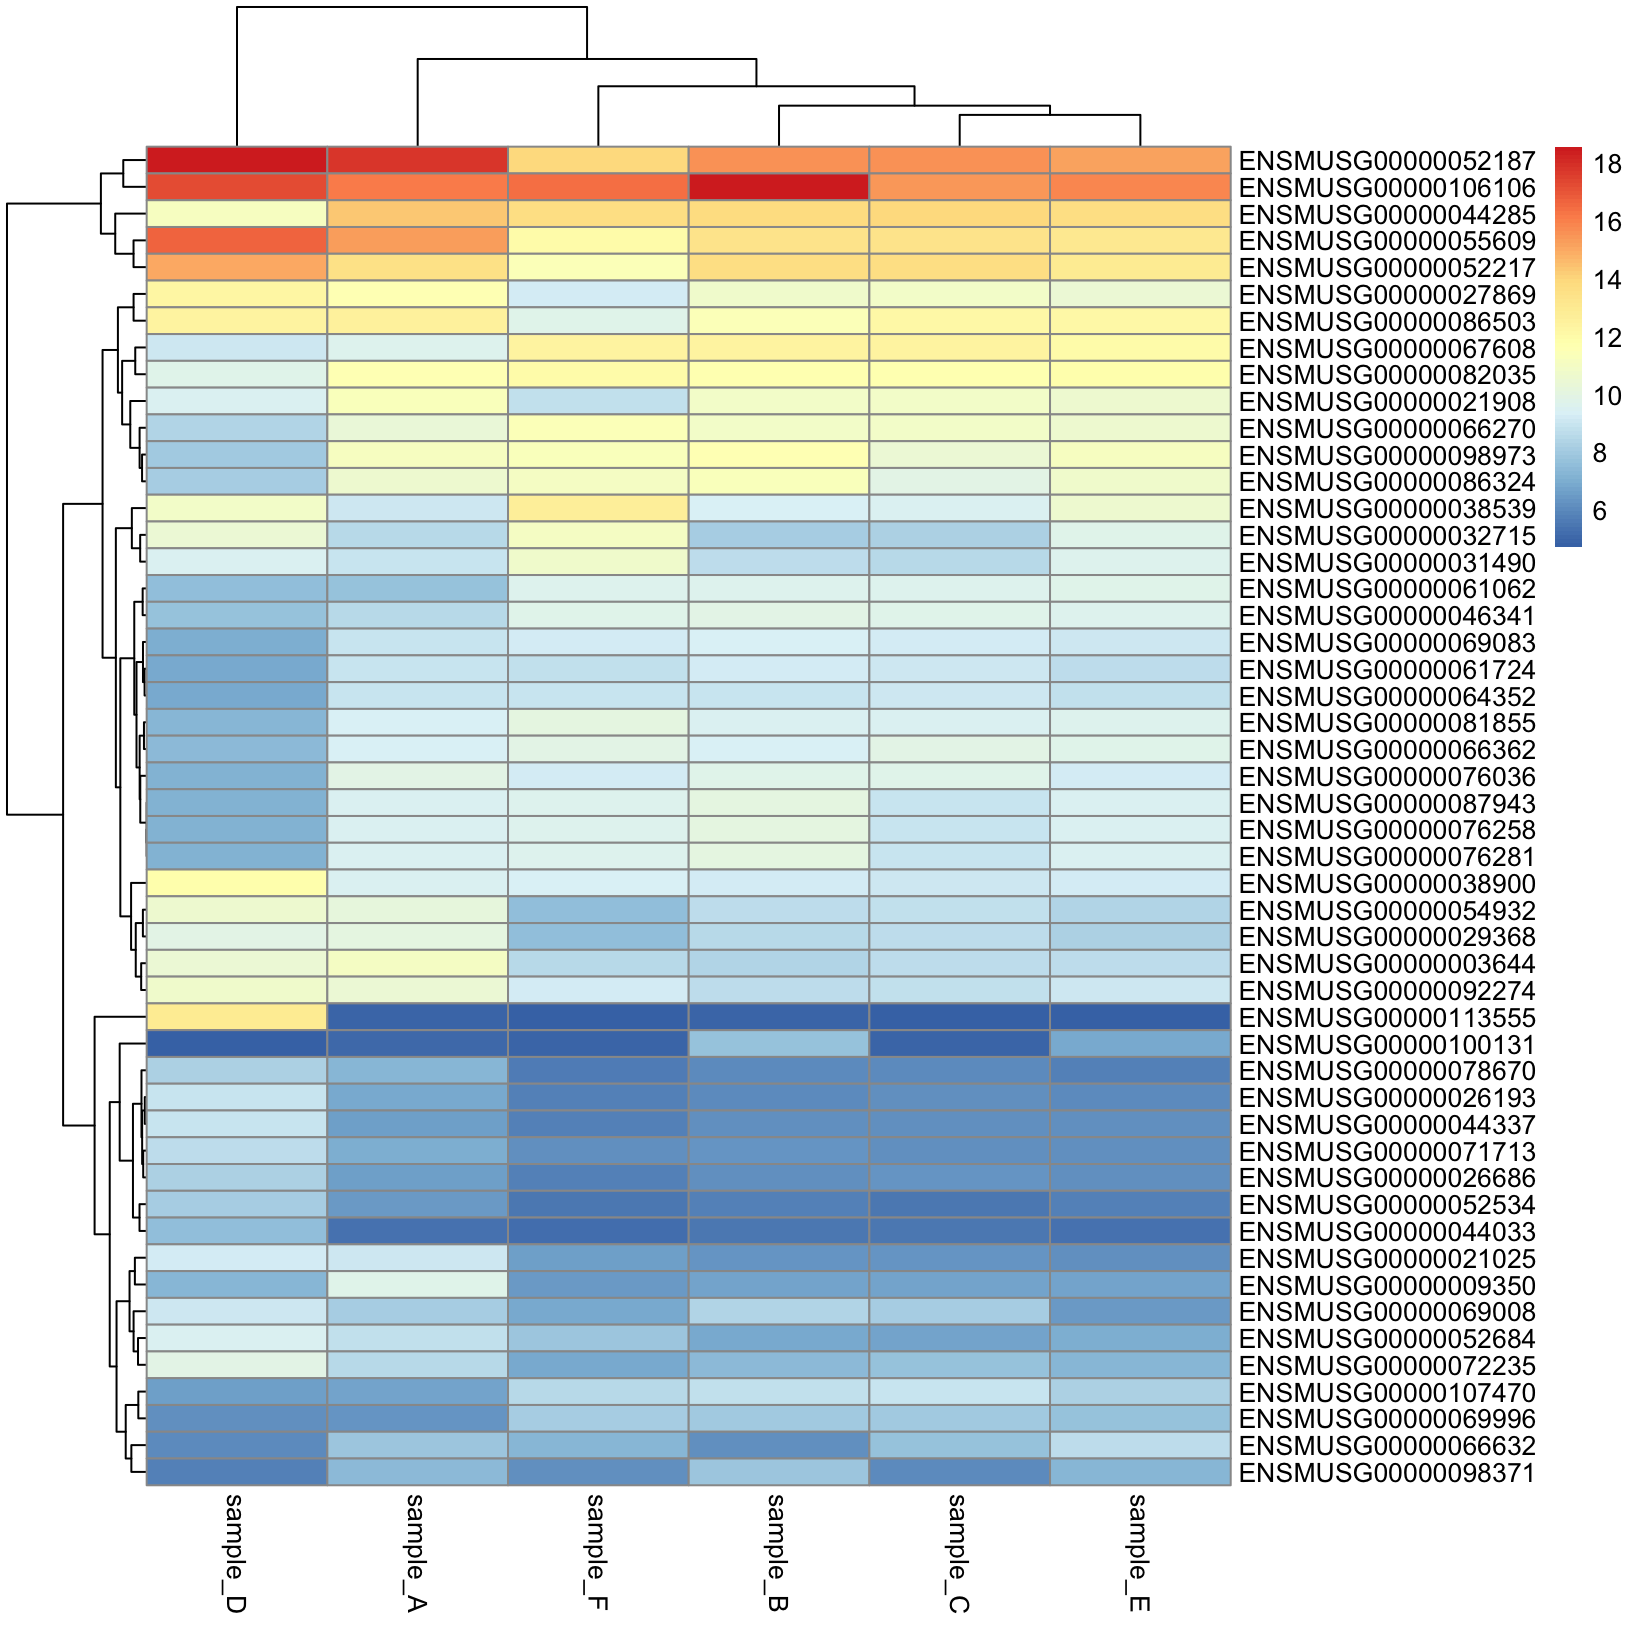 ENSMUSG00000052187
ENSMUSG00000106106
ENSMUSG00000044285
ENSMUSG00000055609
ENSMUSG00000052217
ENSMUSG00000027869
ENSMUSG00000086503
ENSMUSG00000067608
ENSMUSG00000082035
ENSMUSG00000021908
ENSMUSG00000066270
ENSMUSG00000098973
ENSMUSG00000086324
ENSMUSG00000038539
ENSMUSG00000032715
ENSMUSG00000031490
ENSMUSG00000061062
ENSMUSG00000046341
ENSMUSG00000069083
ENSMUSG00000061724
ENSMUSG00000064352
ENSMUSG00000081855
ENSMUSG00000066362
ENSMUSG00000076036
ENSMUSG00000087943
ENSMUSG00000076258
ENSMUSG00000076281
ENSMUSG00000038900
ENSMUSG00000054932
ENSMUSG00000029368
ENSMUSG00000003644
ENSMUSG00000092274
ENSMUSG00000113555
ENSMUSG00000100131
ENSMUSG00000078670
ENSMUSG00000026193
ENSMUSG00000044337
ENSMUSG00000071713
ENSMUSG00000026686
ENSMUSG00000052534
ENSMUSG00000044033
ENSMUSG00000021025
ENSMUSG00000009350
ENSMUSG00000069008
ENSMUSG00000052684
ENSMUSG00000072235
ENSMUSG00000107470
ENSMUSG00000069996
ENSMUSG00000066632
ENSMUSG00000098371
18
16
14
12
10
8
6
sample_D
sample_A
sample_F
sample_B
sample_C
sample_E